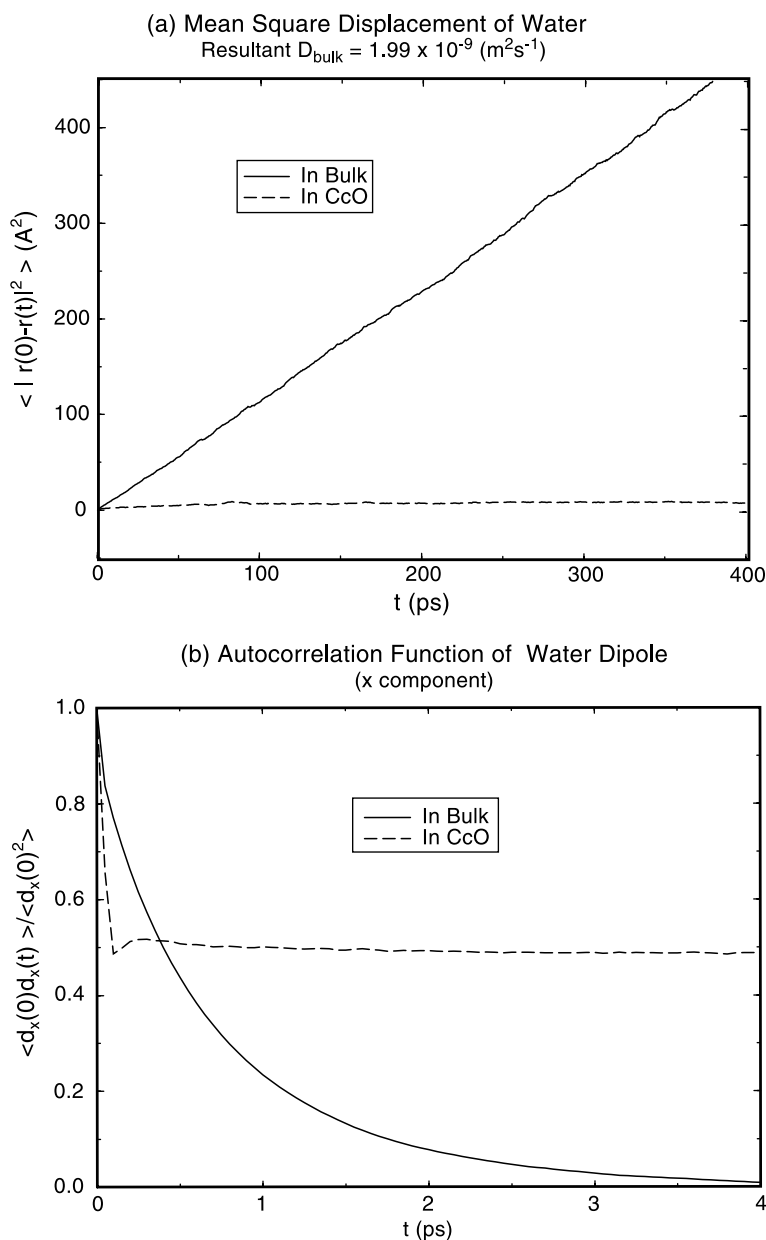 (a) Mean Square Displacement of Water
Resultant D_bulk = 1.99 x 10^-9 (m^2s^-1)
400
300
200
100
0
< | r(0)-r(t)|^2 > (A^2)
In Bulk
In CcO
0 100 200 300 400
t (ps)
(b) Autocorrelation Function of Water Dipole
(x component)
1.0
0.8
0.6
0.4
0.2
0.0
<d_x(0)d_x(t) >/<d_x(0)^2>
In Bulk
In CcO
0 1 2 3 4
t (ps)